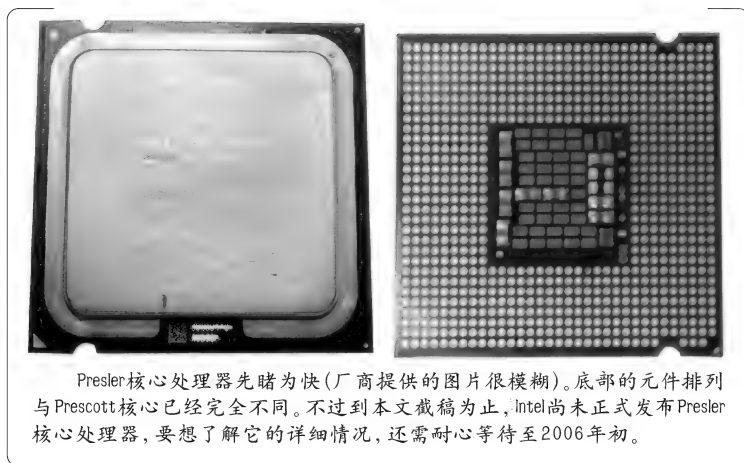 Presler核心处理器先睹为快(厂商提供的图片很模糊)。底部的元件排列
与Prescott核心已经完全不同。不过到本文截稿为止,Intel尚未正式发布Presler
核心处理器,要想了解它的详细情况,还需耐心等待至2006年初。